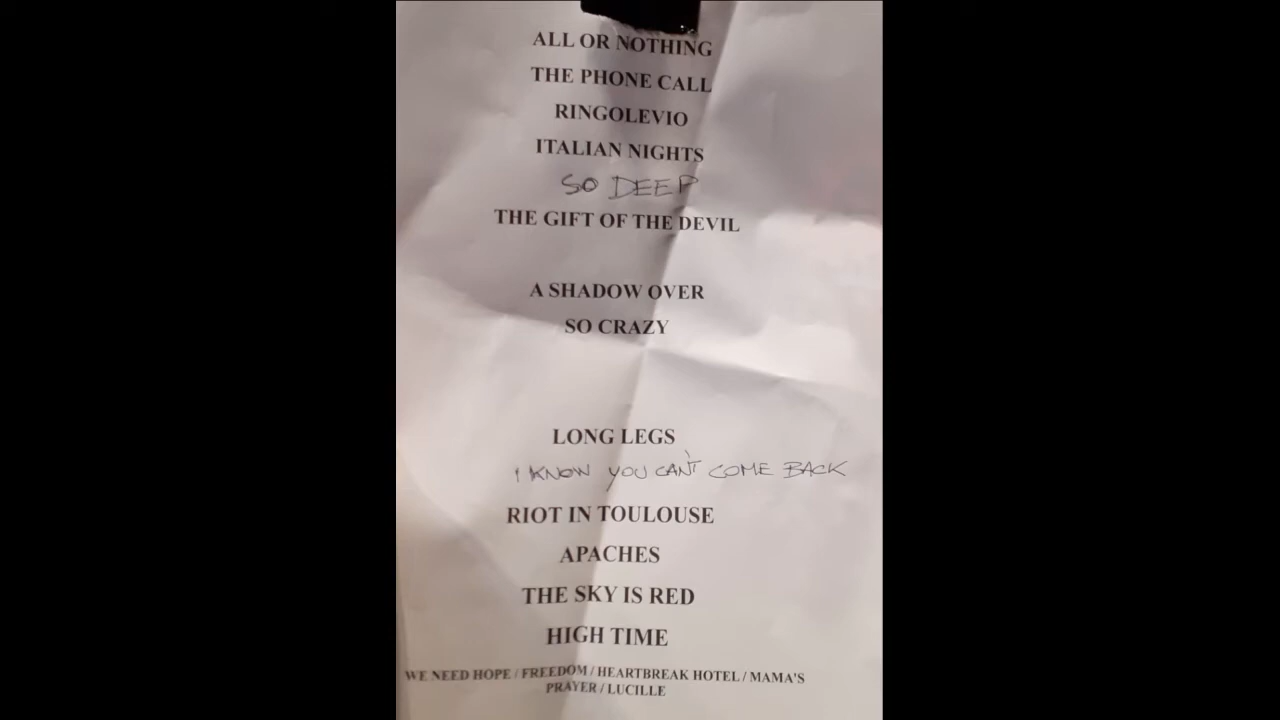 ALL OR NOTHING
THE PHONE CALL
RINGOLEVIO
ITALIAN NIGHTS
SO DEEP
THE GIFT OF THE DEVIL
A SHADOW OVER
SO CRAZY
LONG LEGS
I KNOW YOU CAN'T COME BACK
RIOT IN TOULOUSE
APACHES
THE SKY IS RED
HIGH TIME
WE NEED HOPE / FREEDOM / HEARTBREAK HOTEL / MAMA'S
PRAYER / LUCILLE